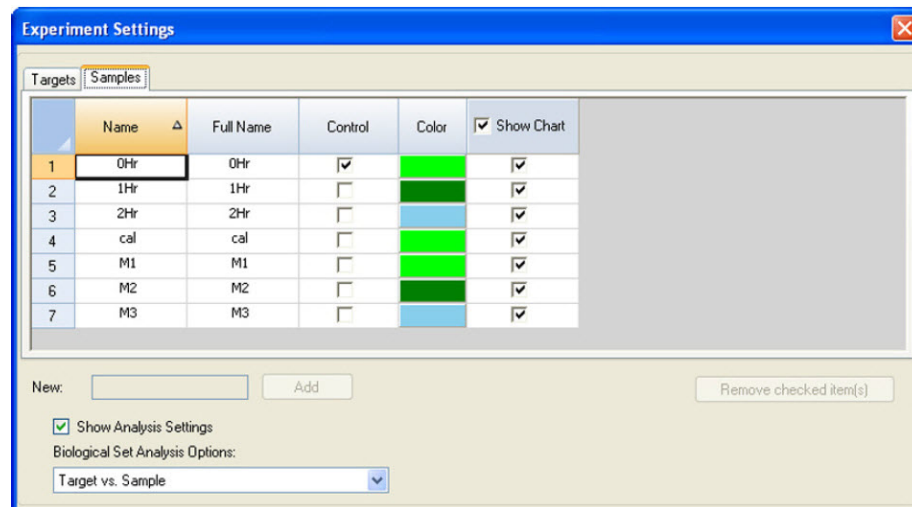 Experiment Settings
Targets Samples
Name Full Name Control Color Show Chart
1 0Hr 0Hr
2 1Hr 1Hr
3 2Hr 2Hr
4 cal cal
5 M1 M1
6 M2 M2
7 M3 M3
New: Add Remove checked item(s)
Show Analysis Settings
Biological Set Analysis Options:
Target vs. Sample